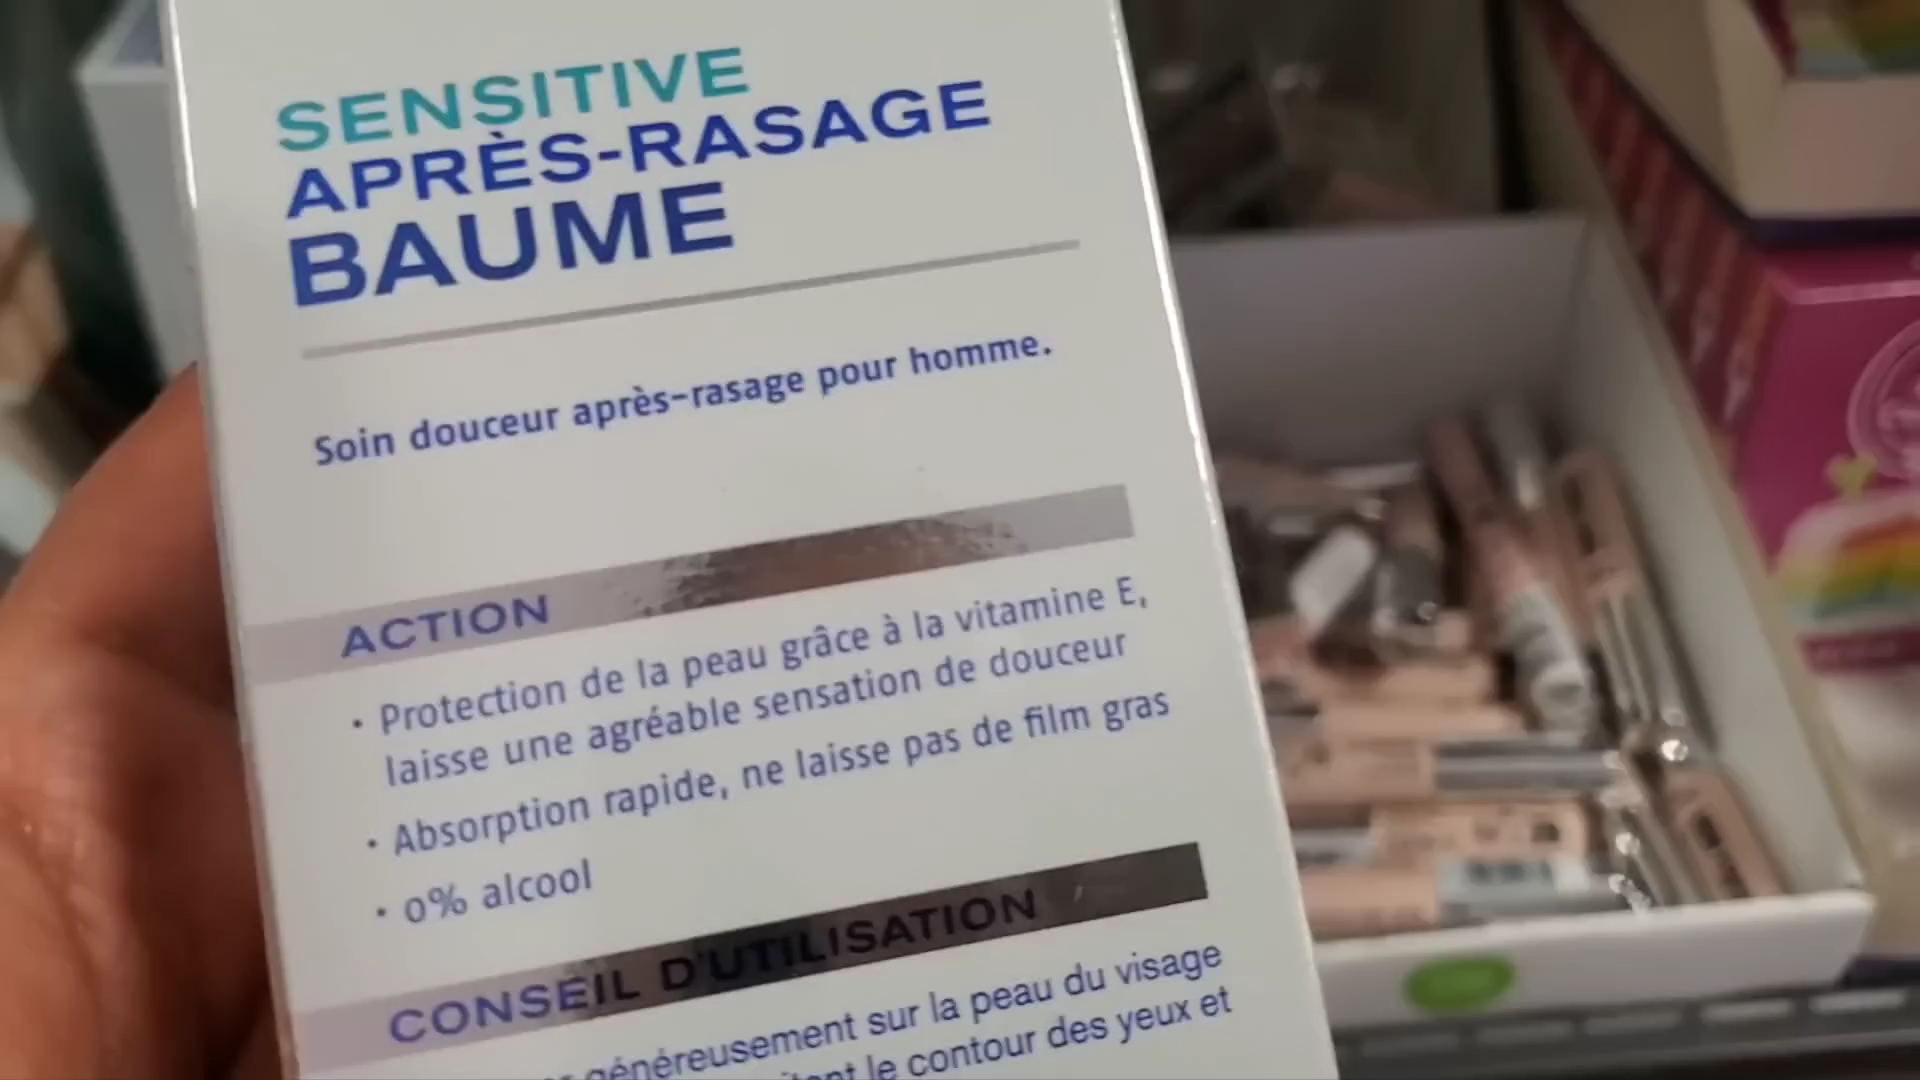 SENSITIVE
APRÈS-RASAGE
BAUME
Soin douceur après-rasage pour homme.
ACTION
• Protection de la peau grâce à la vitamine E,
laisse une agréable sensation de douceur
• Absorption rapide, ne laisse pas de film gras
• 0% alcool
CONSEIL D'UTILISATION
généreusement sur la peau du visage
le contour des yeux et